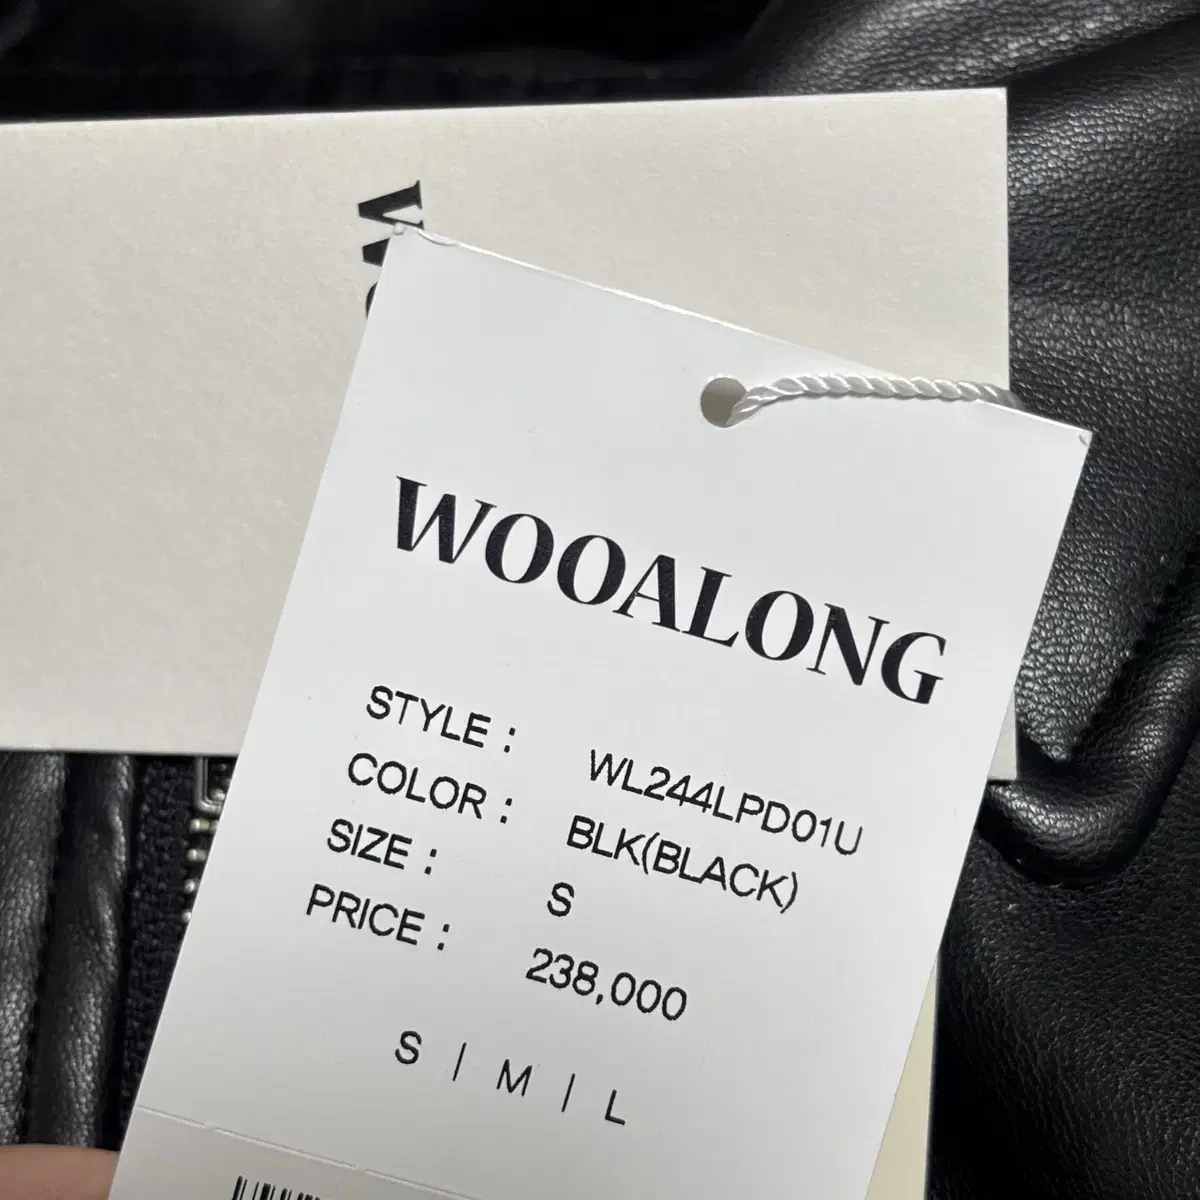 WOOALONG
STYLE : WL244LPD01U
COLOR : BLK(BLACK)
SIZE : S
PRICE : 238,000
S | M | L